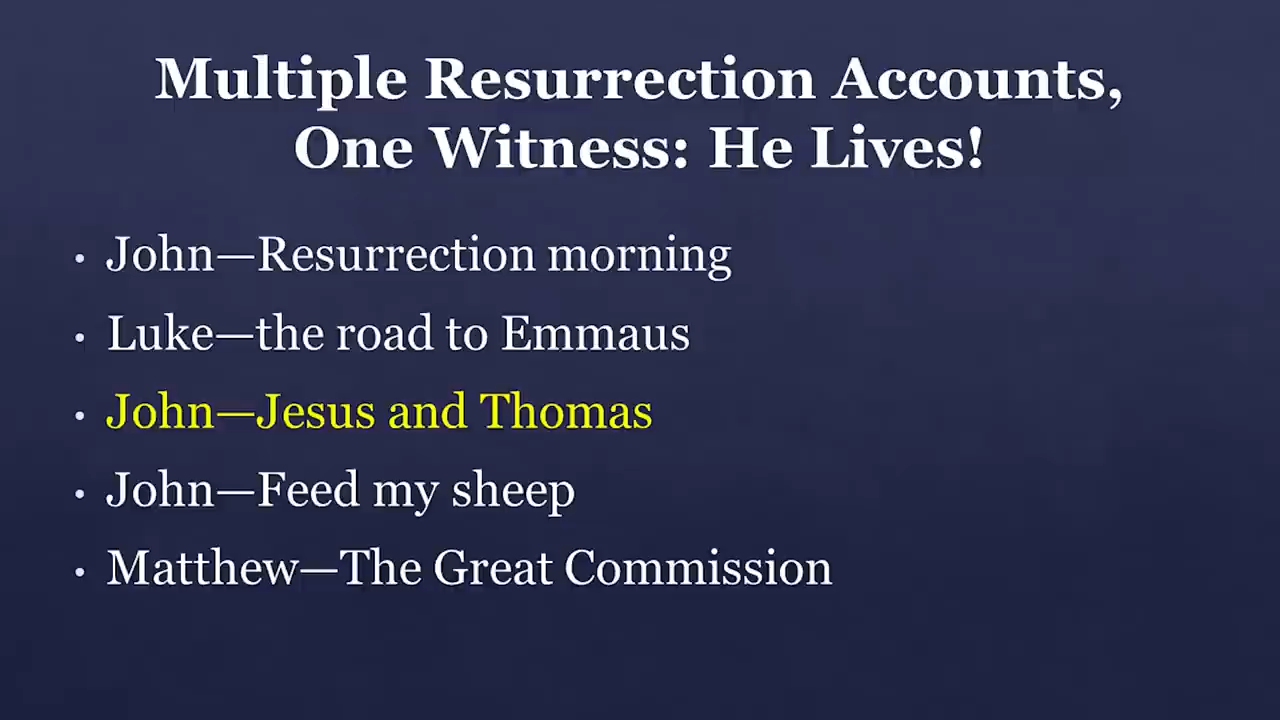 Multiple Resurrection Accounts,
One Witness: He Lives!
• John—Resurrection morning
• Luke—the road to Emmaus
• John—Jesus and Thomas
• John—Feed my sheep
• Matthew—The Great Commission